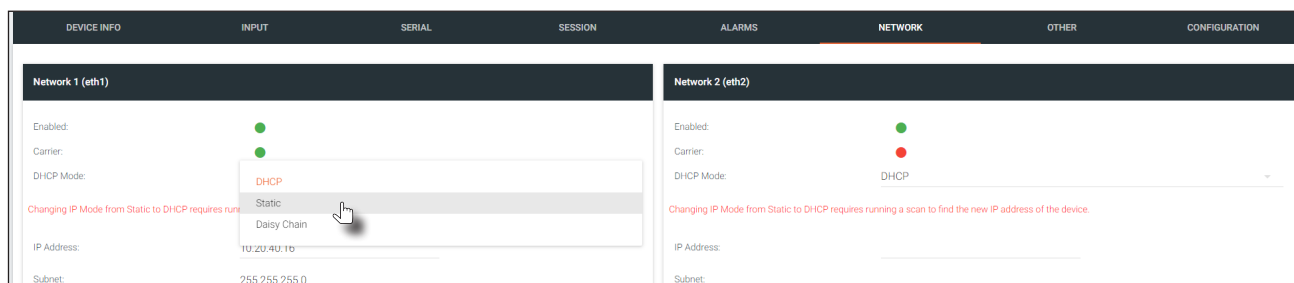 DEVICE INFO INPUT SERIAL SESSION ALARMS NETWORK OTHER CONFIGURATION
Network 1 (eth1)
Enabled:
Carrier:
DHCP Mode:
DHCP
Static
Daisy Chain
Changing IP Mode from Static to DHCP requires
IP Address:
10.20.40.16
Subnet:
255.255.255.0
Network 2 (eth2)
Enabled:
Carrier:
DHCP Mode:
DHCP
Changing IP Mode from Static to DHCP requires running a scan to find the new IP address of the device.
IP Address:
Subnet: